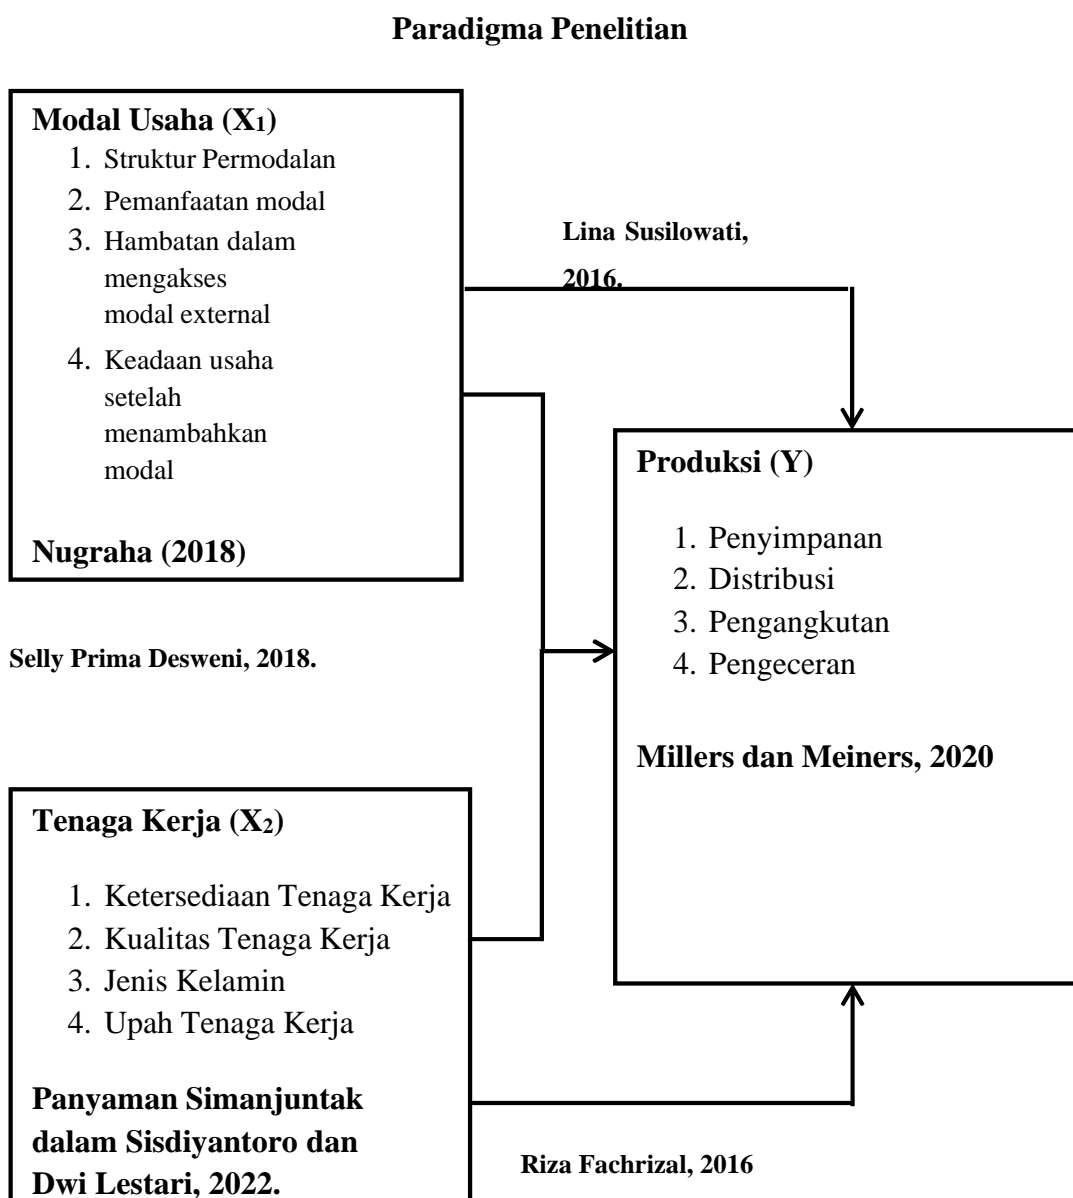 Paradigma Penelitian
Modal Usaha (X₁)
1. Struktur Permodalan
2. Pemanfaatan modal
3. Hambatan dalam
mengakses
modal external
4. Keadaan usaha
setelah
menambahkan
modal
Nugraha (2018)
Lina Susilowati,
2016.
Selly Prima Desweni, 2018.
Produksi (Y)
1. Penyimpanan
2. Distribusi
3. Pengangkutan
4. Pengeceran
Millers dan Meiners, 2020
Tenaga Kerja (X₂)
1. Ketersediaan Tenaga Kerja
2. Kualitas Tenaga Kerja
3. Jenis Kelamin
4. Upah Tenaga Kerja
Panyaman Simanjuntak
dalam Sisdiyantoro dan
Dwi Lestari, 2022.
Riza Fachrizal, 2016